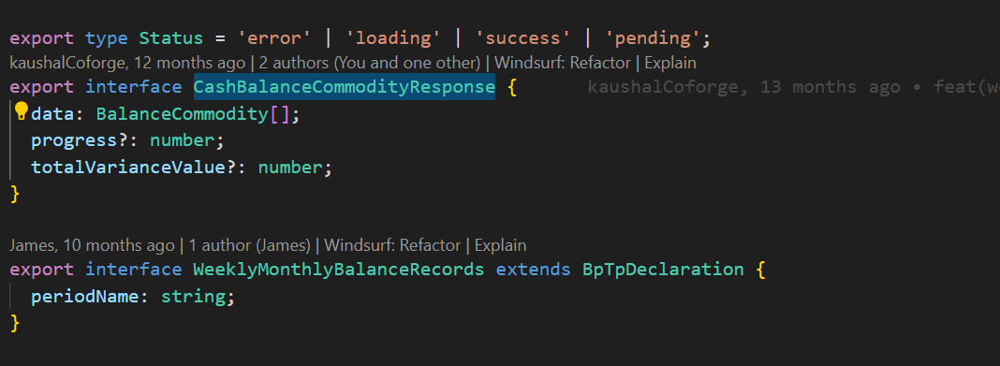 export type Status = 'error' | 'loading' | 'success' | 'pending';
kaushalCoforge, 12 months ago | 2 authors (You and one other) | Windsurf: Refactor | Explain
export interface CashBalanceCommodityResponse { kaushalCoforge, 13 months ago • feat(w
data: BalanceCommodity[];
progress?: number;
totalVarianceValue?: number;
}
James, 10 months ago | 1 author (James) | Windsurf: Refactor | Explain
export interface WeeklyMonthlyBalanceRecords extends BpTpDeclaration {
periodName: string;
}